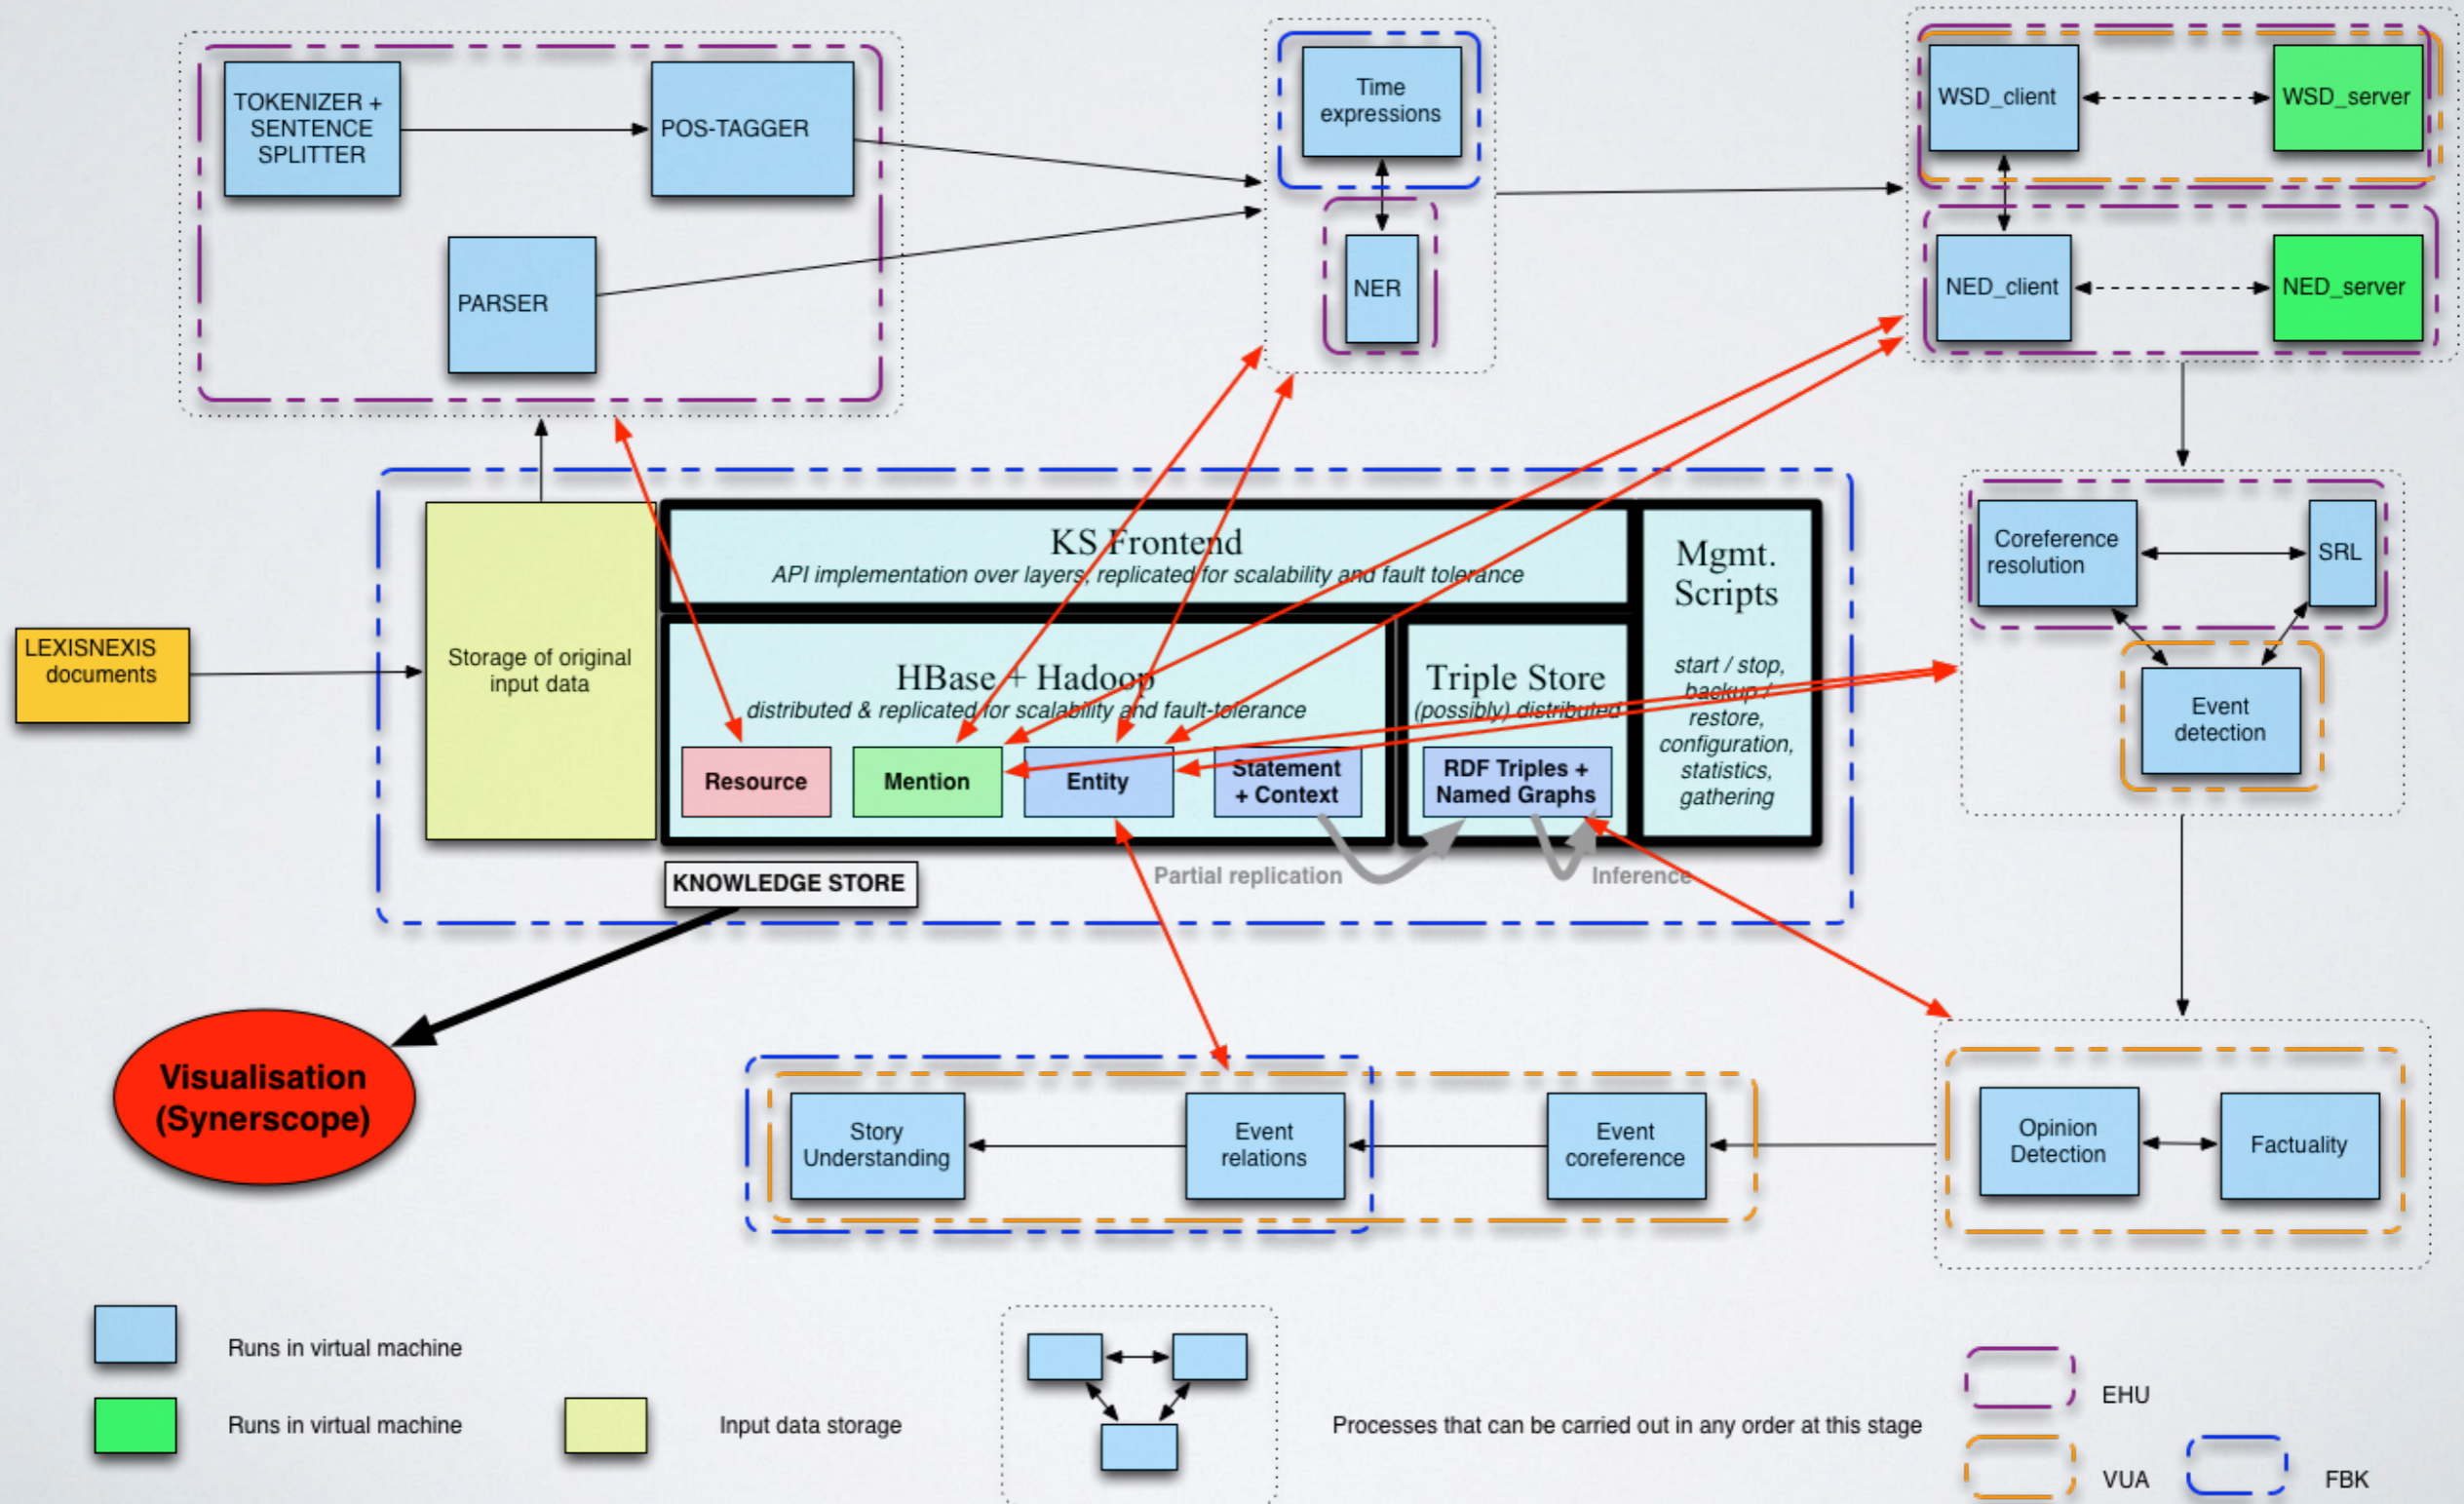 TOKENIZER +
SENTENCE
SPLITTER
POS-TAGGER
PARSER
Time
expressions
NER
WSD_client
WSD_server
NED_client
NED_server
LEXISNEXIS
documents
Storage of original
input data
KS Frontend
API implementation over layers, replicated for scalability and fault tolerance
Mgmt.
Scripts
start / stop,
backup /
restore,
configuration,
statistics,
gathering
HBase + Hadoop
distributed & replicated for scalability and fault-tolerance
Triple Store
(possibly) distributed
Resource
Mention
Entity
Statement
+ Context
RDF Triples +
Named Graphs
Partial replication
Inference
KNOWLEDGE STORE
Coreference
resolution
SRL
Event
detection
Visualisation
(Synerscope)
Story
Understanding
Event
relations
Event
coreference
Opinion
Detection
Factuality
Runs in virtual machine
Runs in virtual machine
Input data storage
Processes that can be carried out in any order at this stage
EHU
VUA
FBK